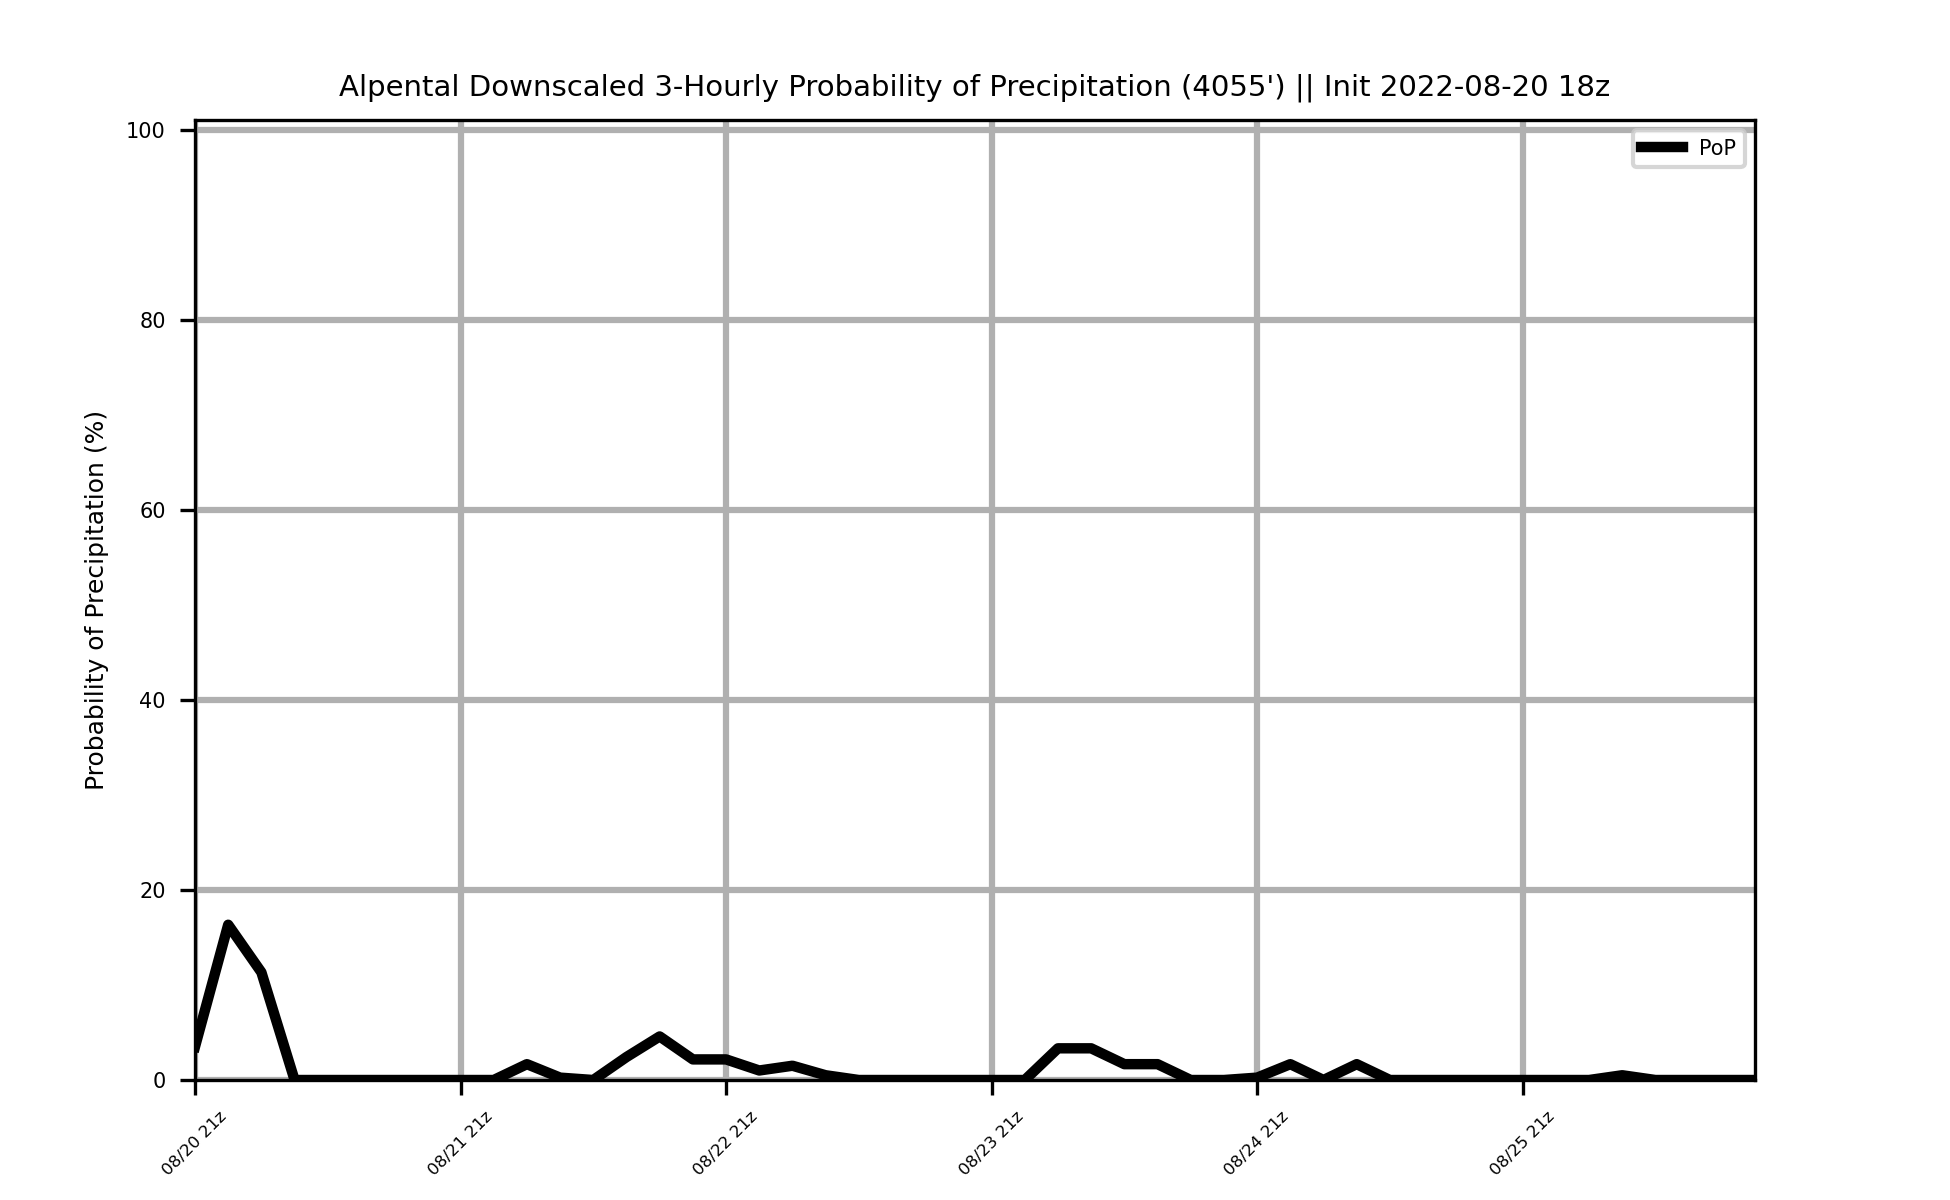 Alpental Downscaled 3-Hourly Probability of Precipitation (4055') || Init 2022-08-20 18z
PoP
Probability of Precipitation (%)
100
80
60
40
20
0
08/20 21z
08/21 21z
08/22 21z
08/23 21z
08/24 21z
08/25 21z